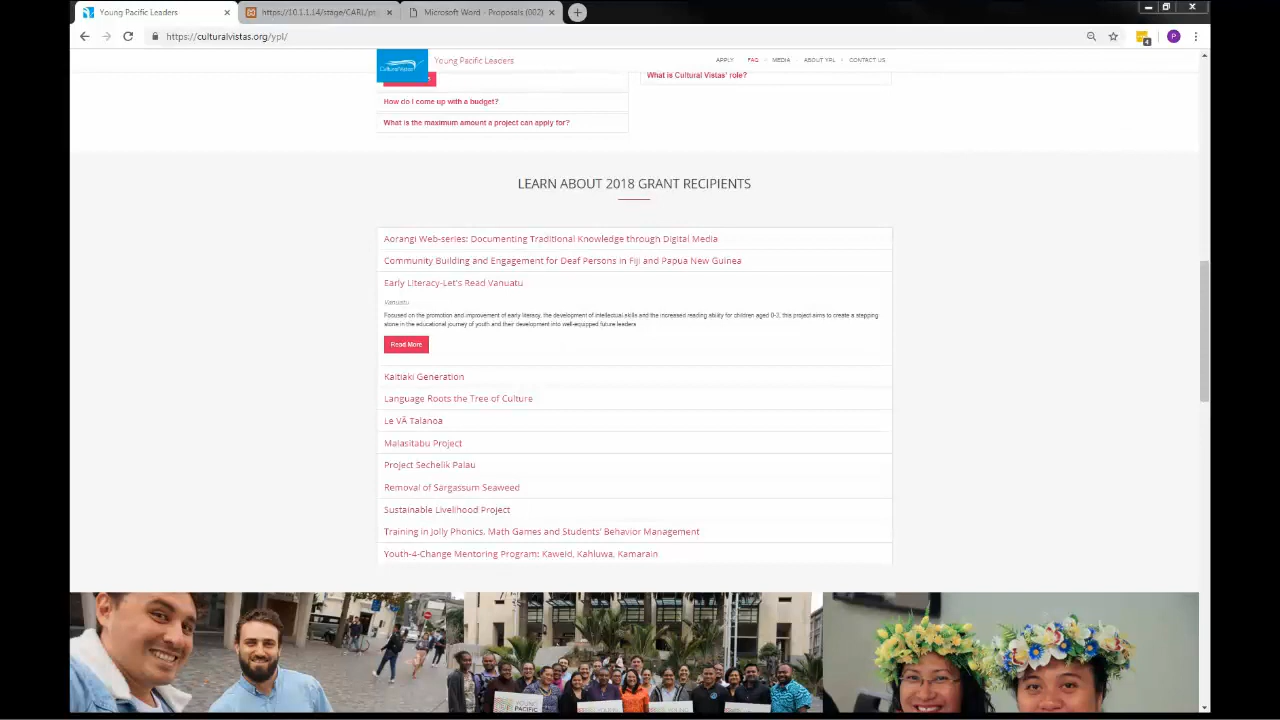 Young Pacific Leaders
https://10.1.1.14/stage/CARL/pt
Microsoft Word - Proposals (002)
https://culturalvistas.org/ypl/
P
CulturalVistas
Young Pacific Leaders
APPLY
FAQ
MEDIA
ABOUT YPL
CONTACT US
What is Cultural Vistas' role?
How do I come up with a budget?
What is the maximum amount a project can apply for?
LEARN ABOUT 2018 GRANT RECIPIENTS
Aorangi Web-series: Documenting Traditional Knowledge through Digital Media
Community Building and Engagement for Deaf Persons in Fiji and Papua New Guinea
Early Literacy-Let's Read Vanuatu
Vanuatu
Focused on the promotion and improvement of early literacy, the development of intellectual skills and the increased reading ability for children aged 0-3, this project aims to create a stepping
stone in the educational journey of youth and their development into well-equipped future leaders
Read More
Kaitiaki Generation
Language Roots the Tree of Culture
Le VĀ Talanoa
Malasitabu Project
Project Sechelik Palau
Removal of Sargassum Seaweed
Sustainable Livelihood Project
Training in Jolly Phonics, Math Games and Students' Behavior Management
Youth-4-Change Mentoring Program: Kaweid, Kahluwa, Kamarain
YOUNG
PACIFIC